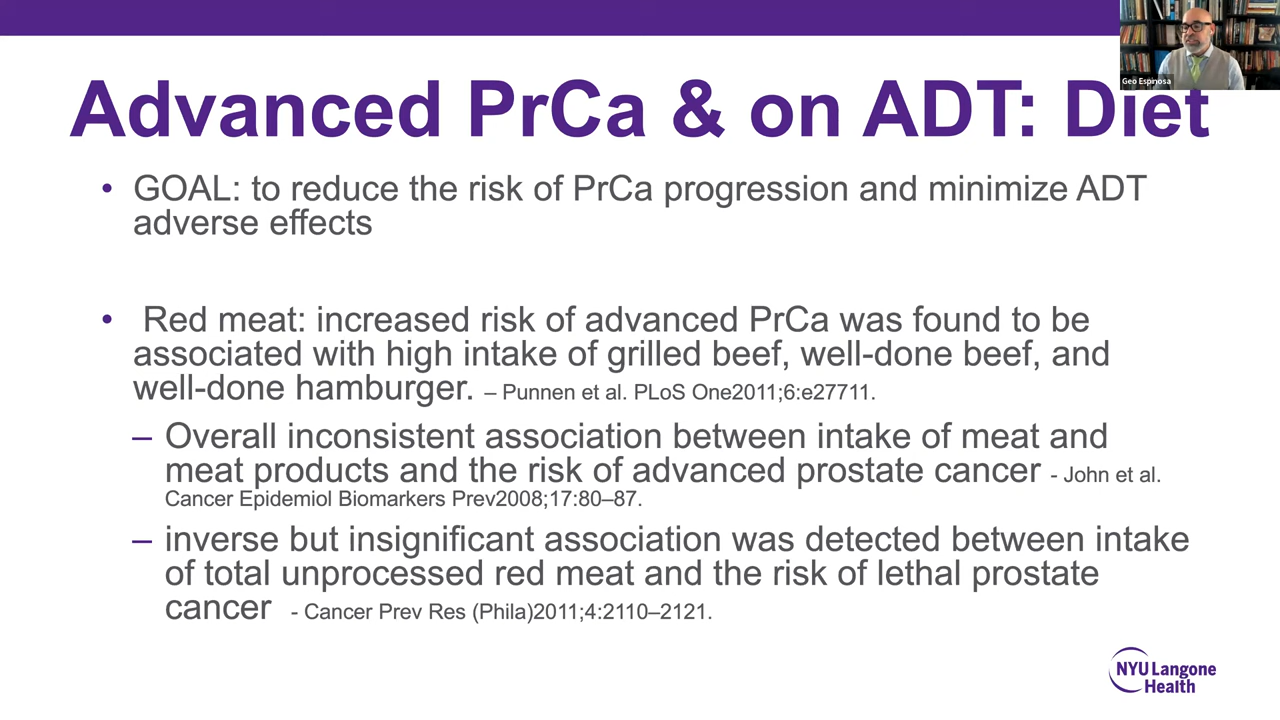 Geo Espinosa
Advanced PrCa & on ADT: Diet
• GOAL: to reduce the risk of PrCa progression and minimize ADT
adverse effects
• Red meat: increased risk of advanced PrCa was found to be
associated with high intake of grilled beef, well-done beef, and
well-done hamburger. – Punnen et al. PLoS One2011;6:e27711.
– Overall inconsistent association between intake of meat and
meat products and the risk of advanced prostate cancer - John et al.
Cancer Epidemiol Biomarkers Prev2008;17:80–87.
– inverse but insignificant association was detected between intake
of total unprocessed red meat and the risk of lethal prostate
cancer - Cancer Prev Res (Phila)2011;4:2110–2121.
NYU Langone
Health